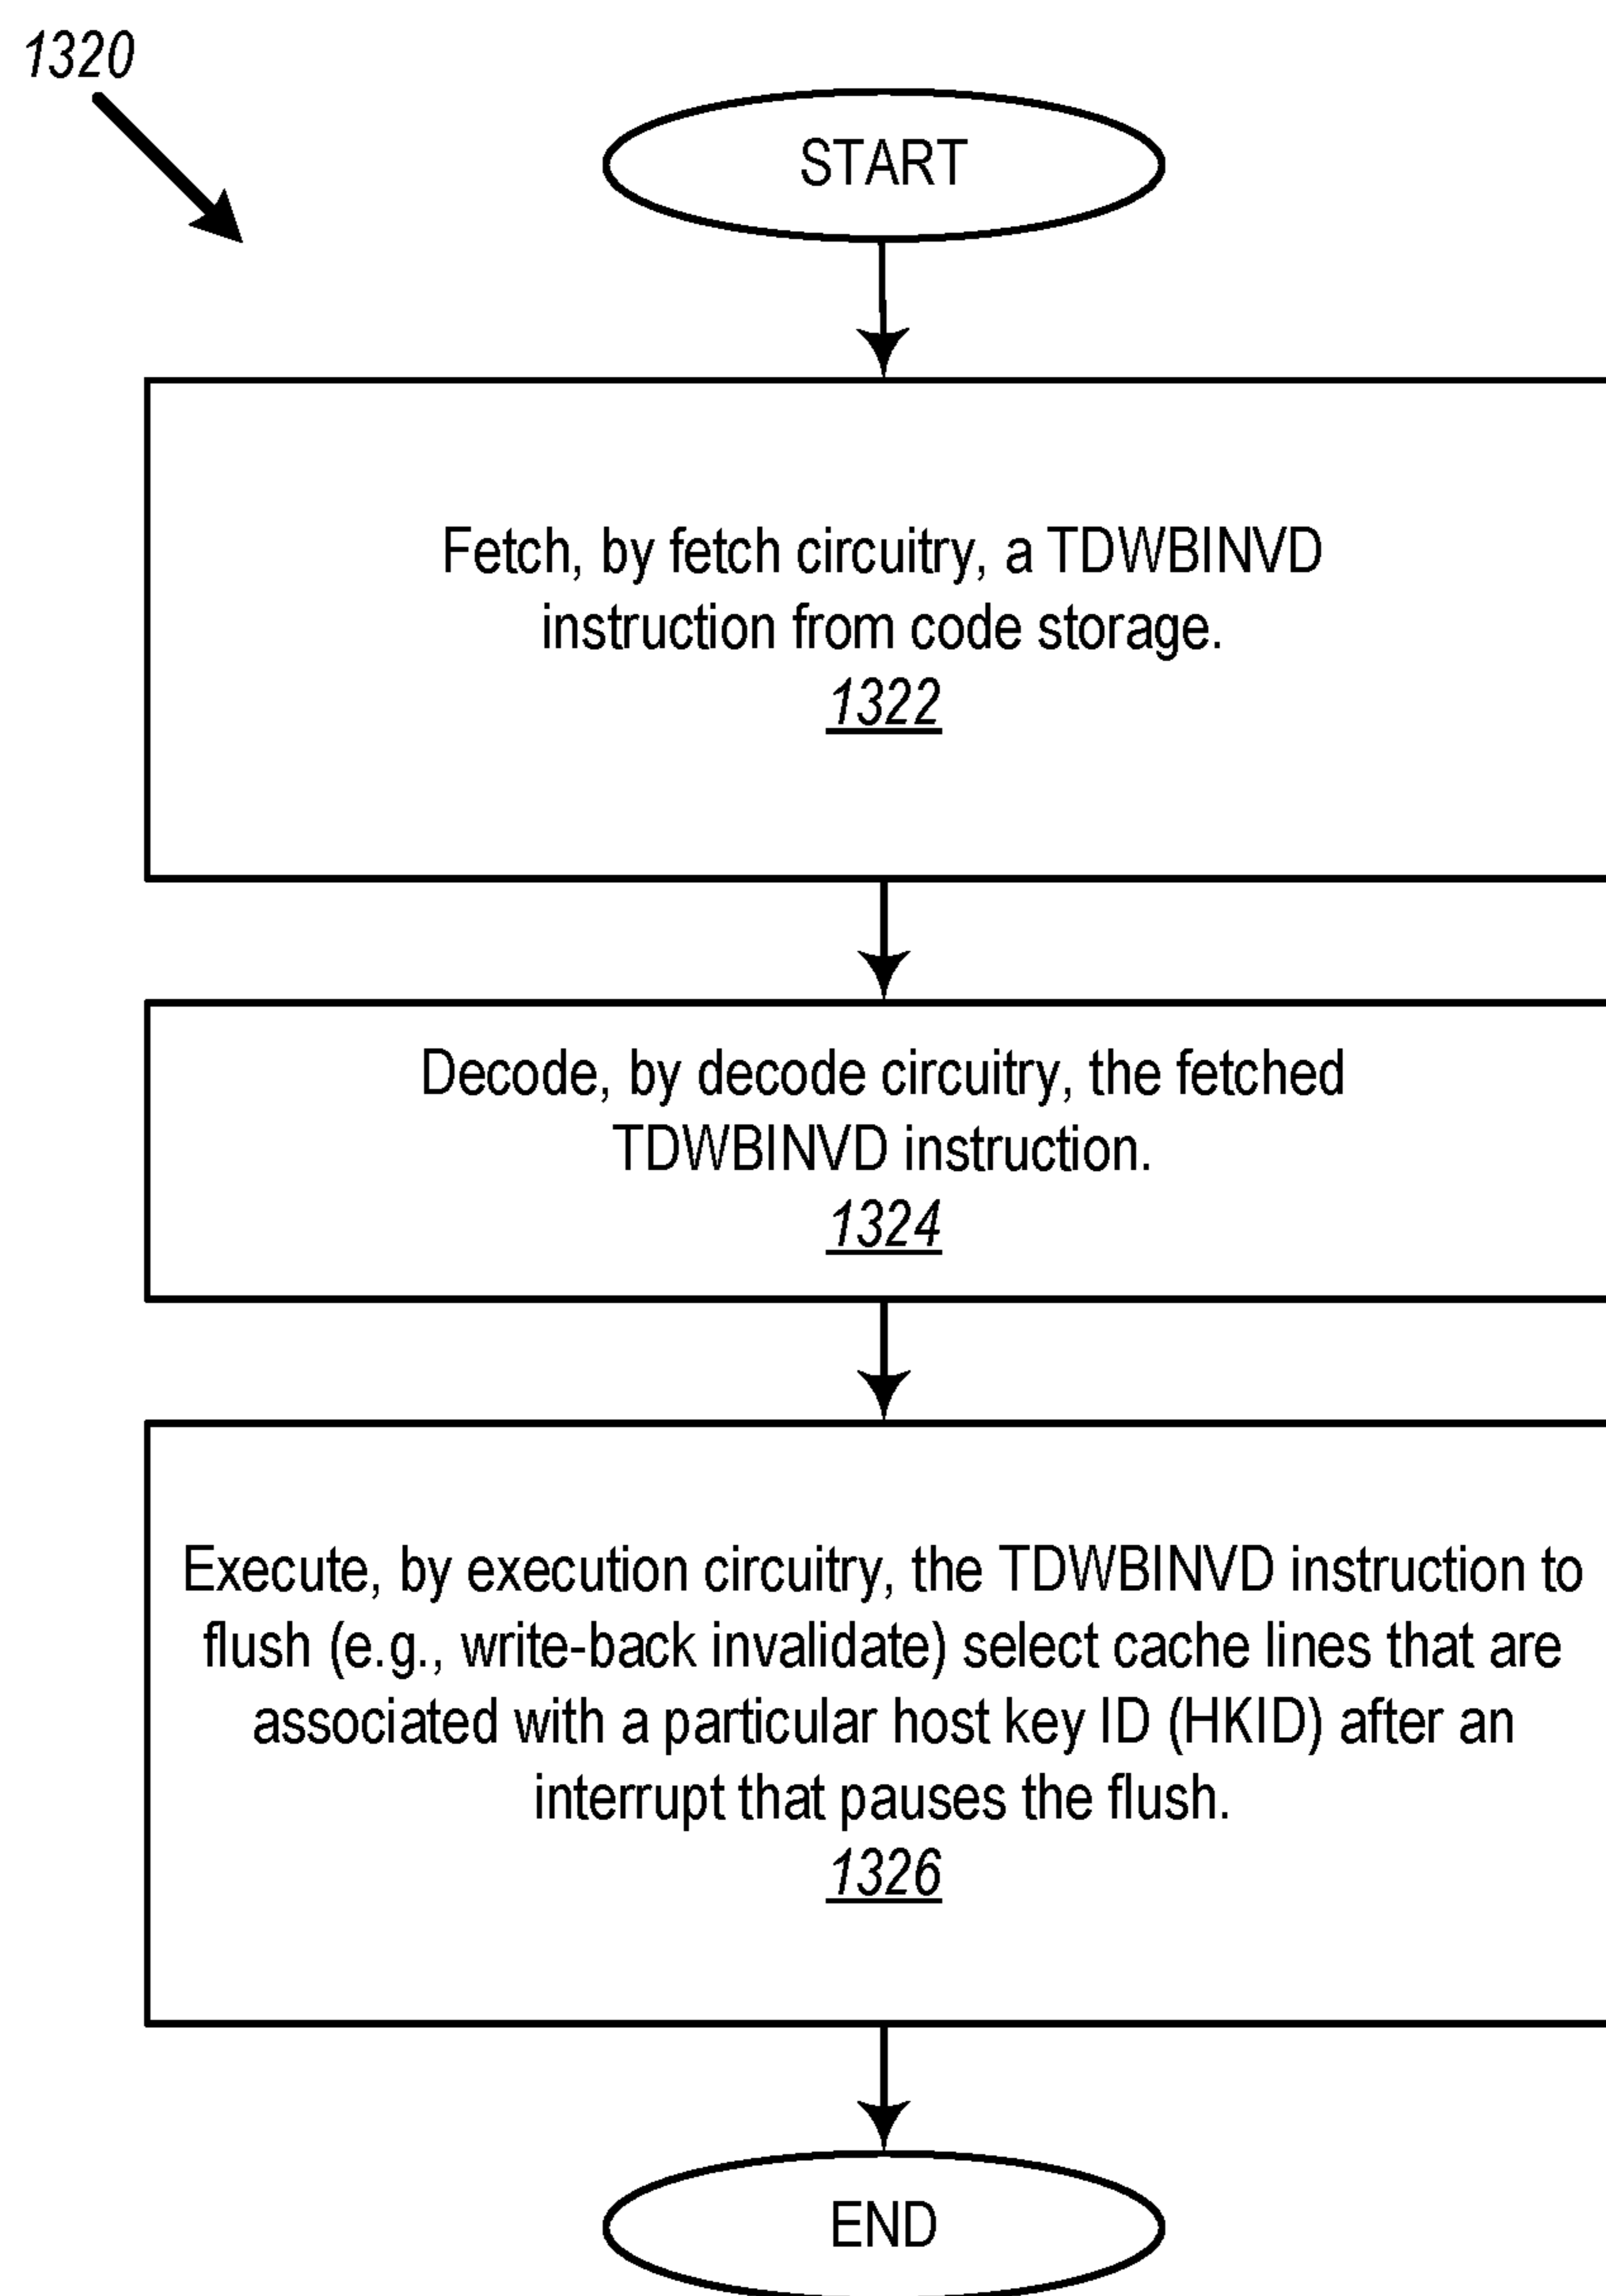 1320
START
Fetch, by fetch circuitry, a TDWBINVD
instruction from code storage.
1322
Decode, by decode circuitry, the fetched
TDWBINVD instruction.
1324
Execute, by execution circuitry, the TDWBINVD instruction to
flush (e.g., write-back invalidate) select cache lines that are
associated with a particular host key ID (HKID) after an
interrupt that pauses the flush.
1326
END